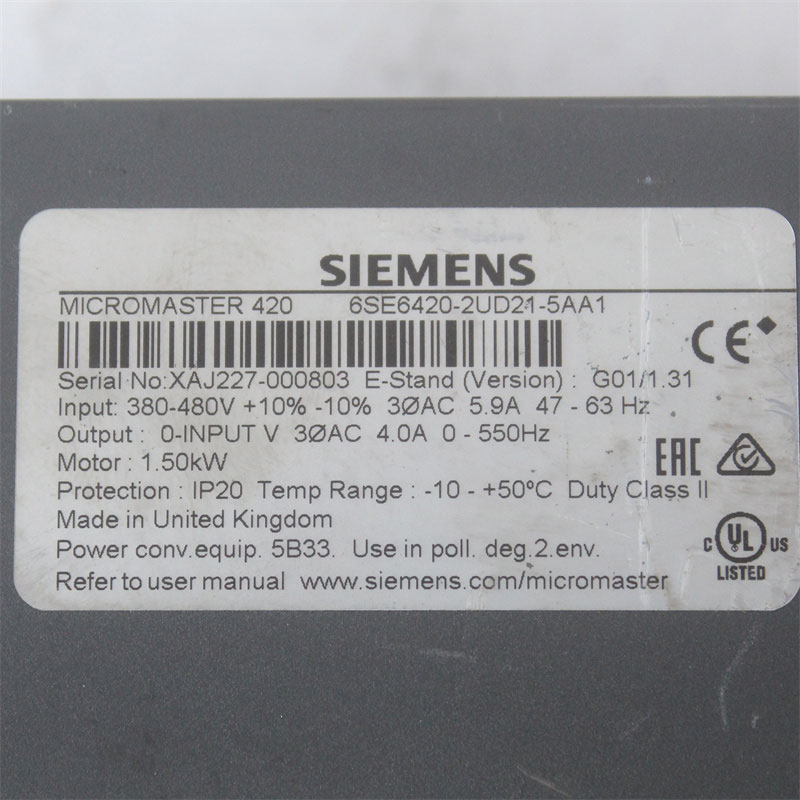 SIEMENS
MICROMASTER 420 6SE6420-2UD21-5AA1
Serial No:XAJ227-000803 E-Stand (Version) : G01/1.31
Input: 380-480V +10% -10% 3ØAC 5.9A 47 - 63 Hz
Output : 0-INPUT V 3ØAC 4.0A 0 - 550Hz
Motor : 1.50kW
Protection : IP20 Temp Range : -10 - +50ºC Duty Class II
Made in United Kingdom
Power conv.equip. 5B33. Use in poll. deg.2.env.
Refer to user manual www.siemens.com/micromaster
CE
EAC
C UL US
LISTED